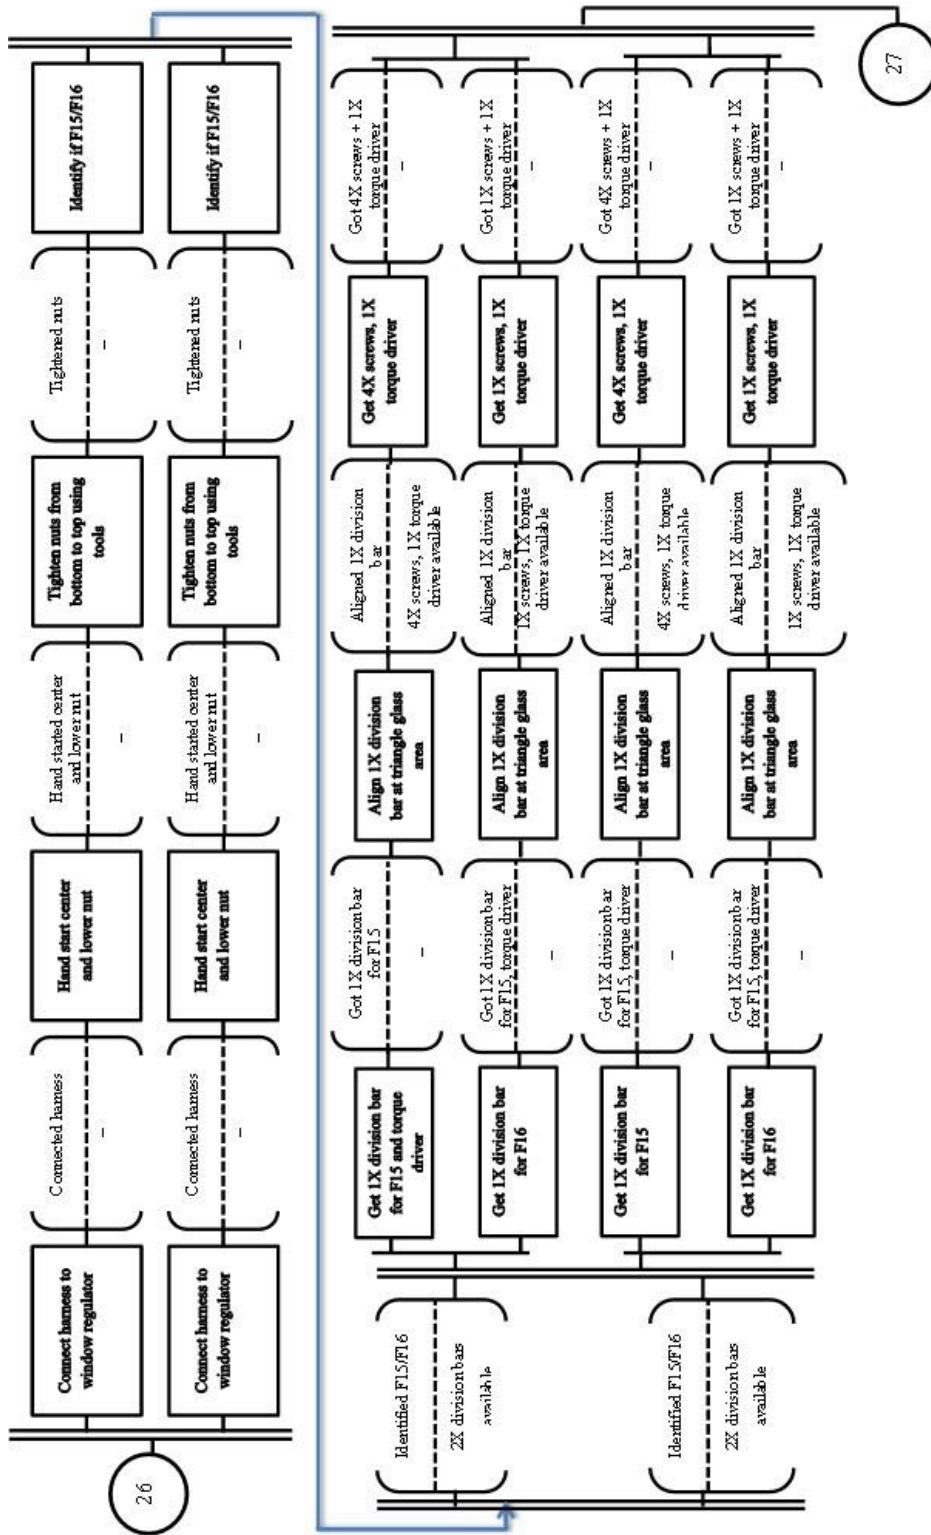 26
Connect harness to
window regulator
Connected harness
–
Hand start center
and lower nut
Hand started center
and lower nut
–
Tighten nuts from
bottom to top using
tools
Tightened nuts
–
Identify if F15/F16
Connect harness to
window regulator
Connected harness
–
Hand start center
and lower nut
Hand started center
and lower nut
–
Tighten nuts from
bottom to top using
tools
Tightened nuts
–
Identify if F15/F16
Identified F15/F16
2X division bars
available
Identified F15/F16
2X division bars
available
Get 1X division bar
for F15 and torque
driver
Got 1X division bar
for F15
–
Align 1X division
bar at triangle glass
area
Aligned 1X division
bar
4X screws, 1X torque
driver available
Get 4X screws, 1X
torque driver
Got 4X screws + 1X
torque driver
–
Get 1X division bar
for F16
Got 1X division bar
for F15, torque driver
–
Align 1X division
bar at triangle glass
area
Aligned 1X division
bar
1X screws, 1X torque
driver available
Get 1X screws, 1X
torque driver
Got 1X screws + 1X
torque driver
–
Get 1X division bar
for F15
Got 1X division bar
for F15, torque driver
–
Align 1X division
bar at triangle glass
area
Aligned 1X division
bar
4X screws, 1X torque
driver available
Get 4X screws, 1X
torque driver
Got 4X screws + 1X
torque driver
–
Get 1X division bar
for F16
Got 1X division bar
for F15, torque driver
–
Align 1X division
bar at triangle glass
area
Aligned 1X division
bar
1X screws, 1X torque
driver available
Get 1X screws, 1X
torque driver
Got 1X screws + 1X
torque driver
–
27